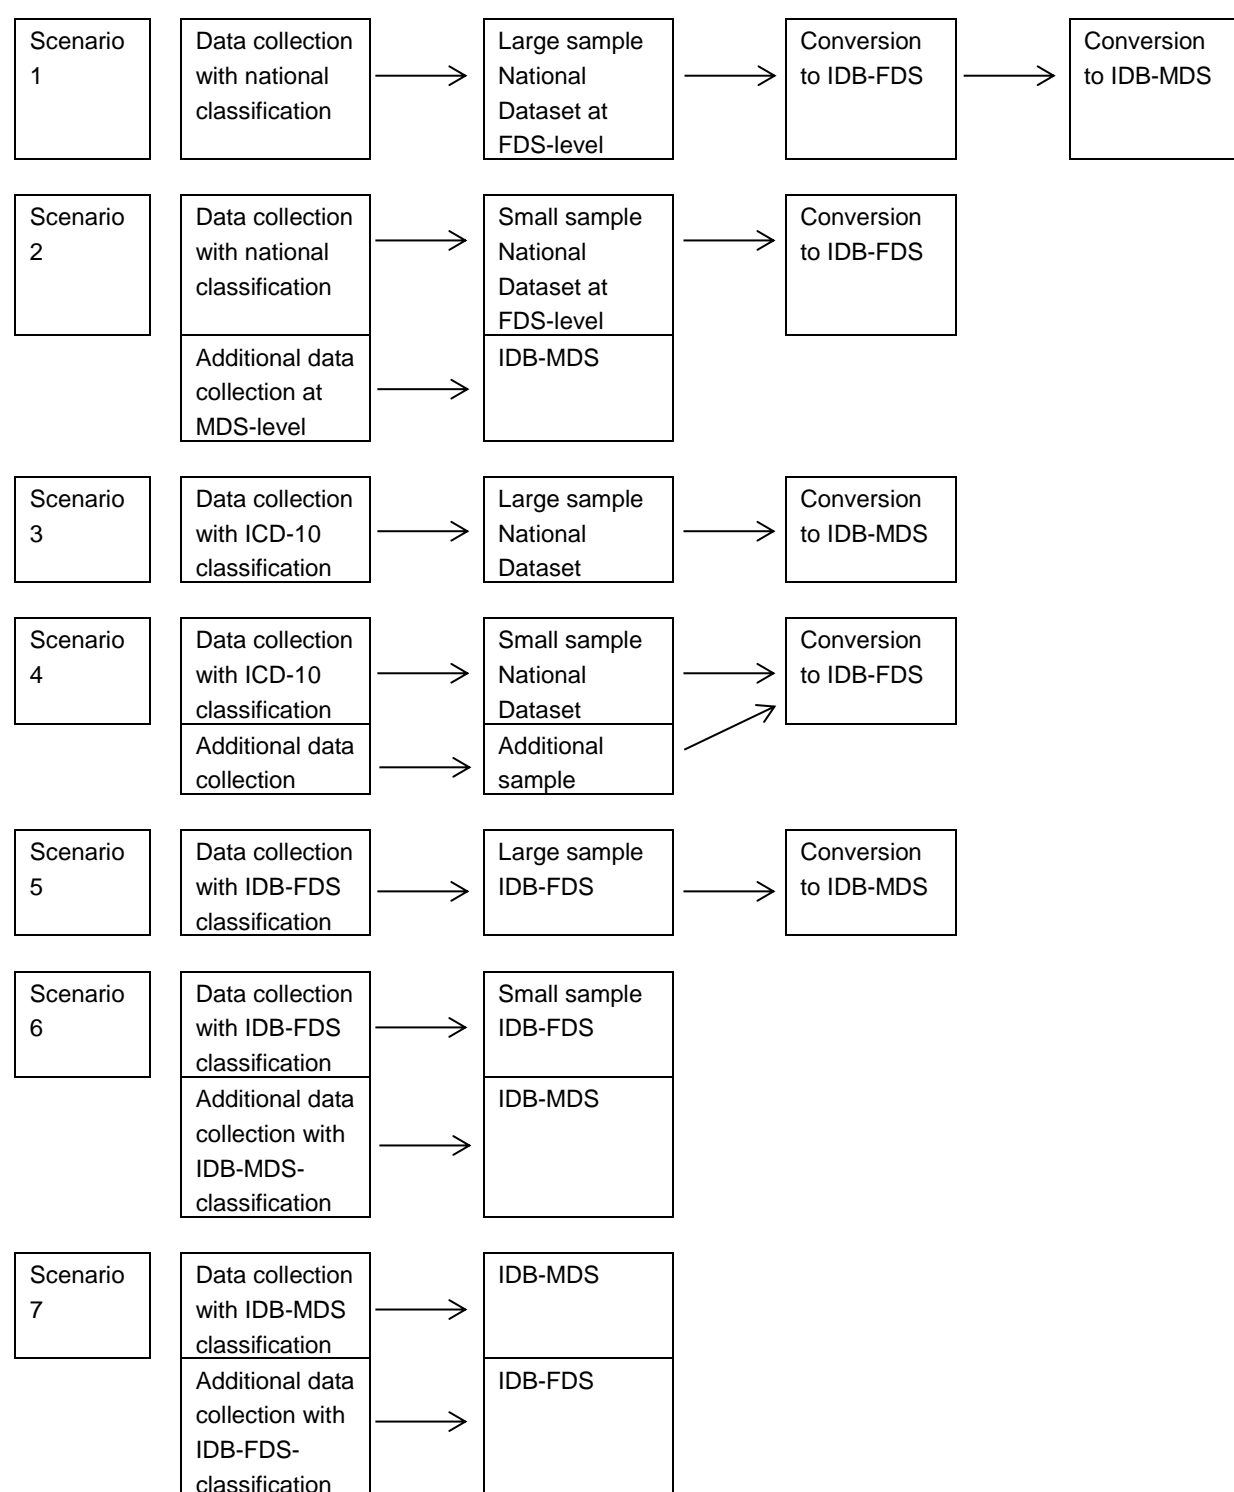 Scenario
1
Data collection
with national
classification
Large sample
National
Dataset at
FDS-level
Conversion
to IDB-FDS
Conversion
to IDB-MDS
Scenario
2
Data collection
with national
classification
Small sample
National
Dataset at
FDS-level
Conversion
to IDB-FDS
Additional data
collection at
MDS-level
IDB-MDS
Scenario
3
Data collection
with ICD-10
classification
Large sample
National
Dataset
Conversion
to IDB-MDS
Scenario
4
Data collection
with ICD-10
classification
Small sample
National
Dataset
Conversion
to IDB-FDS
Additional data
collection
Additional
sample
Scenario
5
Data collection
with IDB-FDS
classification
Large sample
IDB-FDS
Conversion
to IDB-MDS
Scenario
6
Data collection
with IDB-FDS
classification
Small sample
IDB-FDS
Additional data
collection with
IDB-MDS-
classification
IDB-MDS
Scenario
7
Data collection
with IDB-MDS
classification
IDB-MDS
Additional data
collection with
IDB-FDS-
classification
IDB-FDS